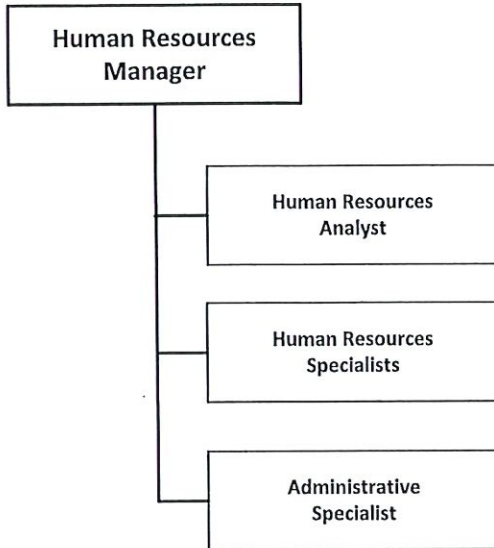 Human Resources
Manager
Human Resources
Analyst
Human Resources
Specialists
Administrative
Specialist